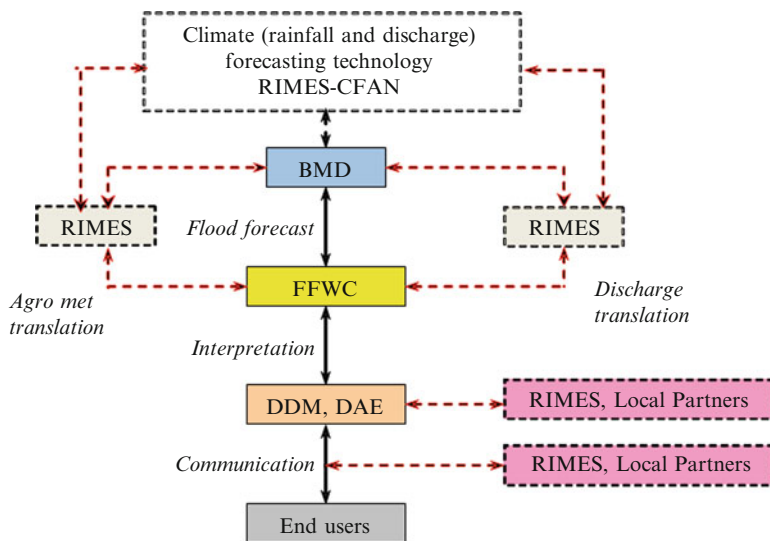 Climate (rainfall and discharge)
forecasting technology
RIMES-CFAN
BMD
RIMES
Flood forecast
RIMES
Agro met
translation
FFWC
Discharge
translation
Interpretation
DDM, DAE
RIMES, Local Partners
Communication
RIMES, Local Partners
End users